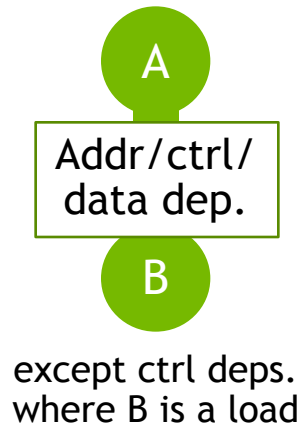 A
Addr/ctrl/
data dep.
B
except ctrl deps.
where B is a load